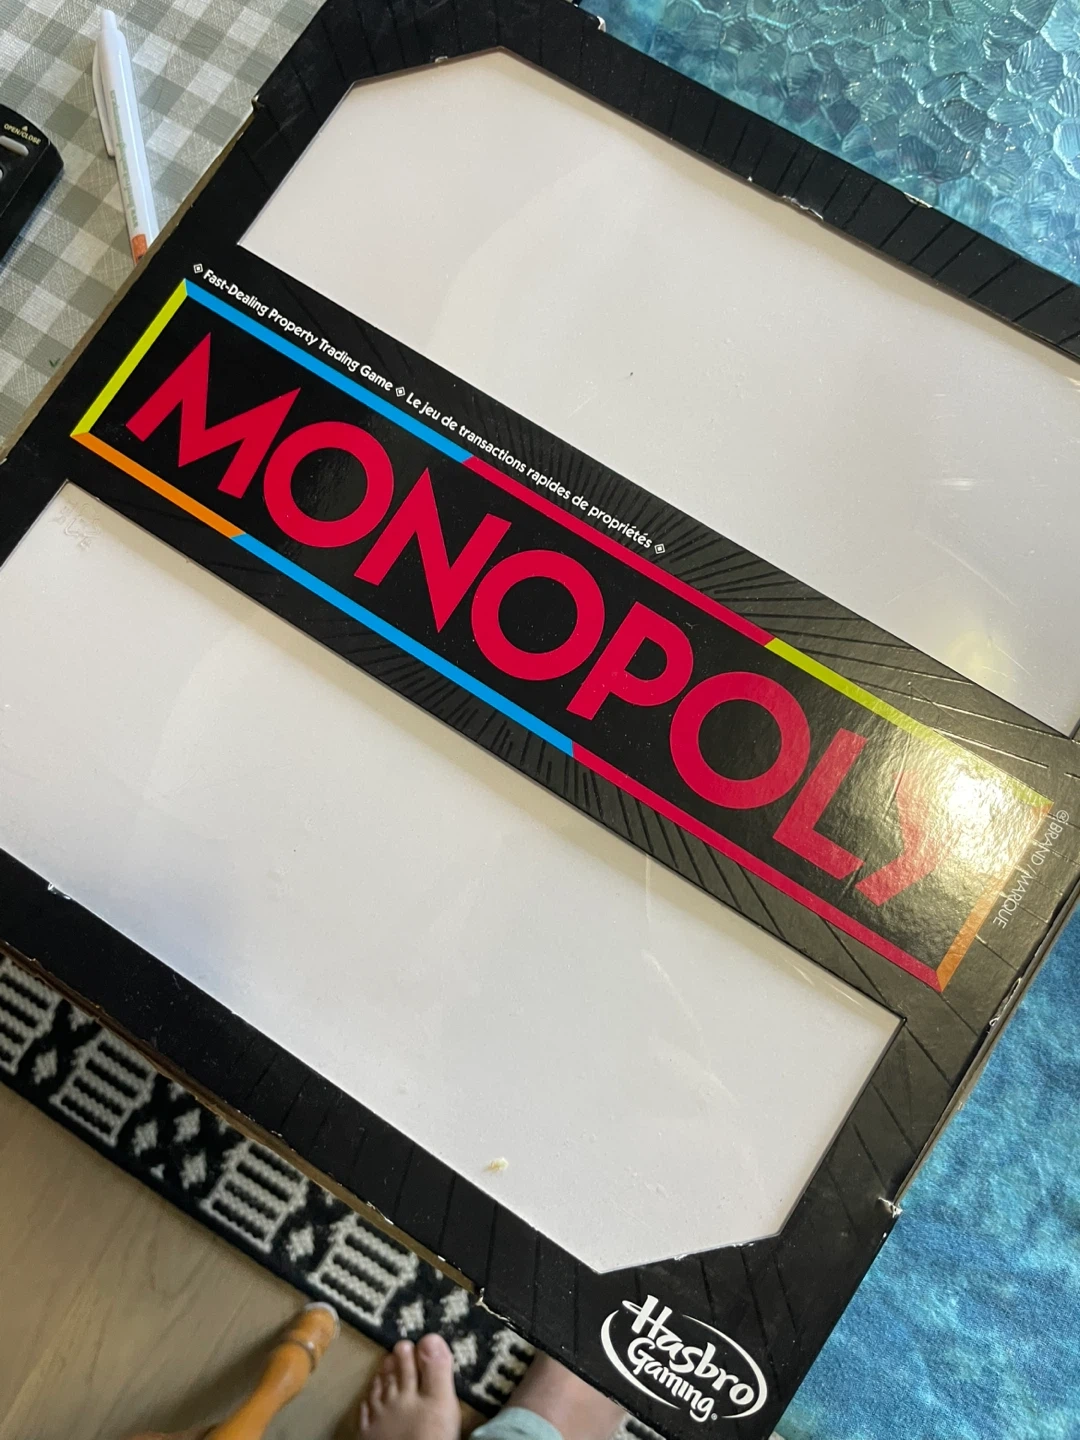 OPEN/CLOSE
Fast-Dealing Property Trading Game Le jeu de transactions rapides de propriétés
MONOPOLY
® BRAND / MARQUE
Hasbro
Gaming®